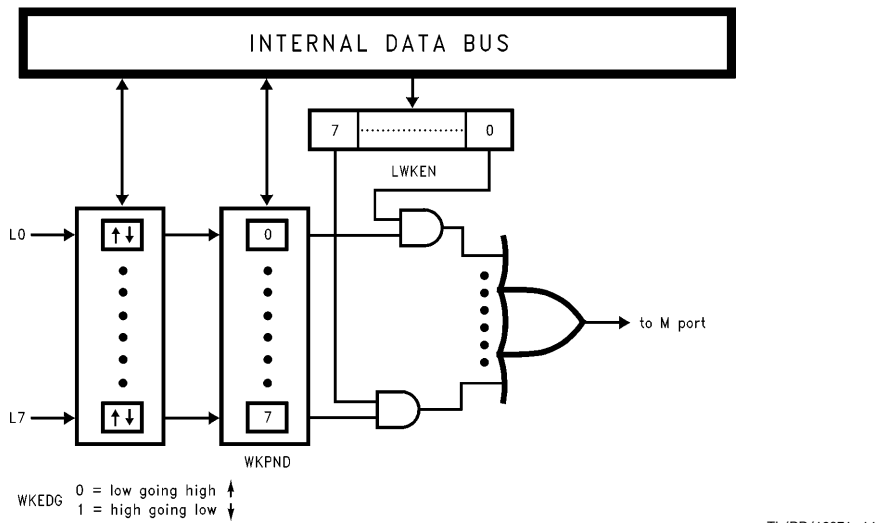 INTERNAL DATA BUS
7 0
LWKEN
L0 0
to M port
L7 7
WKPND
WKEDG 0 = low going high
1 = high going low